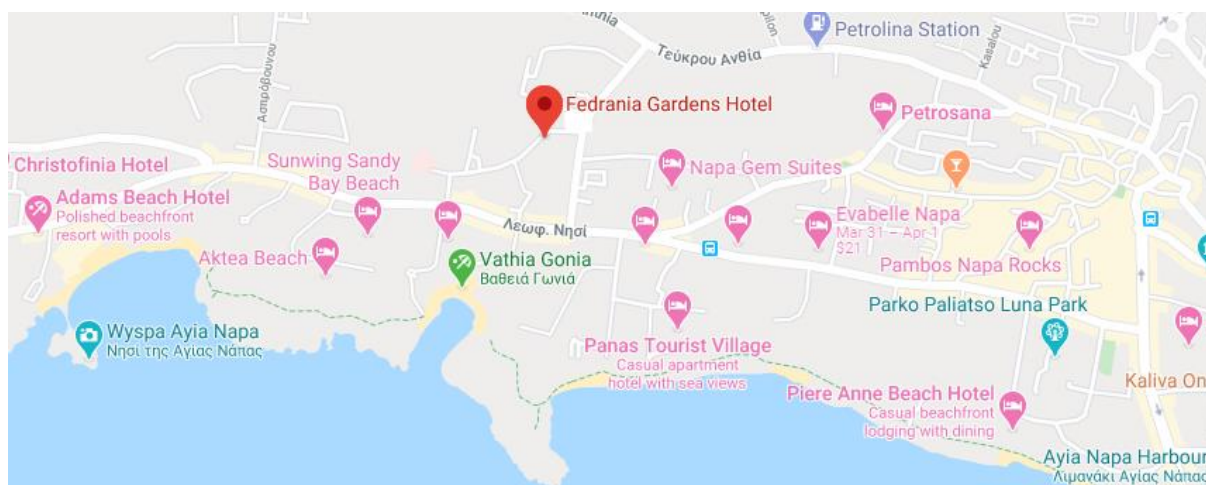 Petrolina Station
Τεύκρου Ανθία
Kasalou
Ασπρόβουνου
Fedrania Gardens Hotel
Petrosana
Christofinia Hotel
Sunwing Sandy
Bay Beach
Napa Gem Suites
Adams Beach Hotel
Polished beachfront
resort with pools
Λεωφ. Νησί
Evabelle Napa
Mar 31 – Apr 1
$21
Aktea Beach
Vathia Gonia
Βαθειά Γωνιά
Pambos Napa Rocks
Parko Paliatso Luna Park
Wyspa Ayia Napa
Νησί της Αγίας Νάπας
Panas Tourist Village
Casual apartment
hotel with sea views
Piere Anne Beach Hotel
Casual beachfront
lodging with dining
Kaliva On
Ayia Napa Harbour
Λιμανάκι Αγίας Νάπας